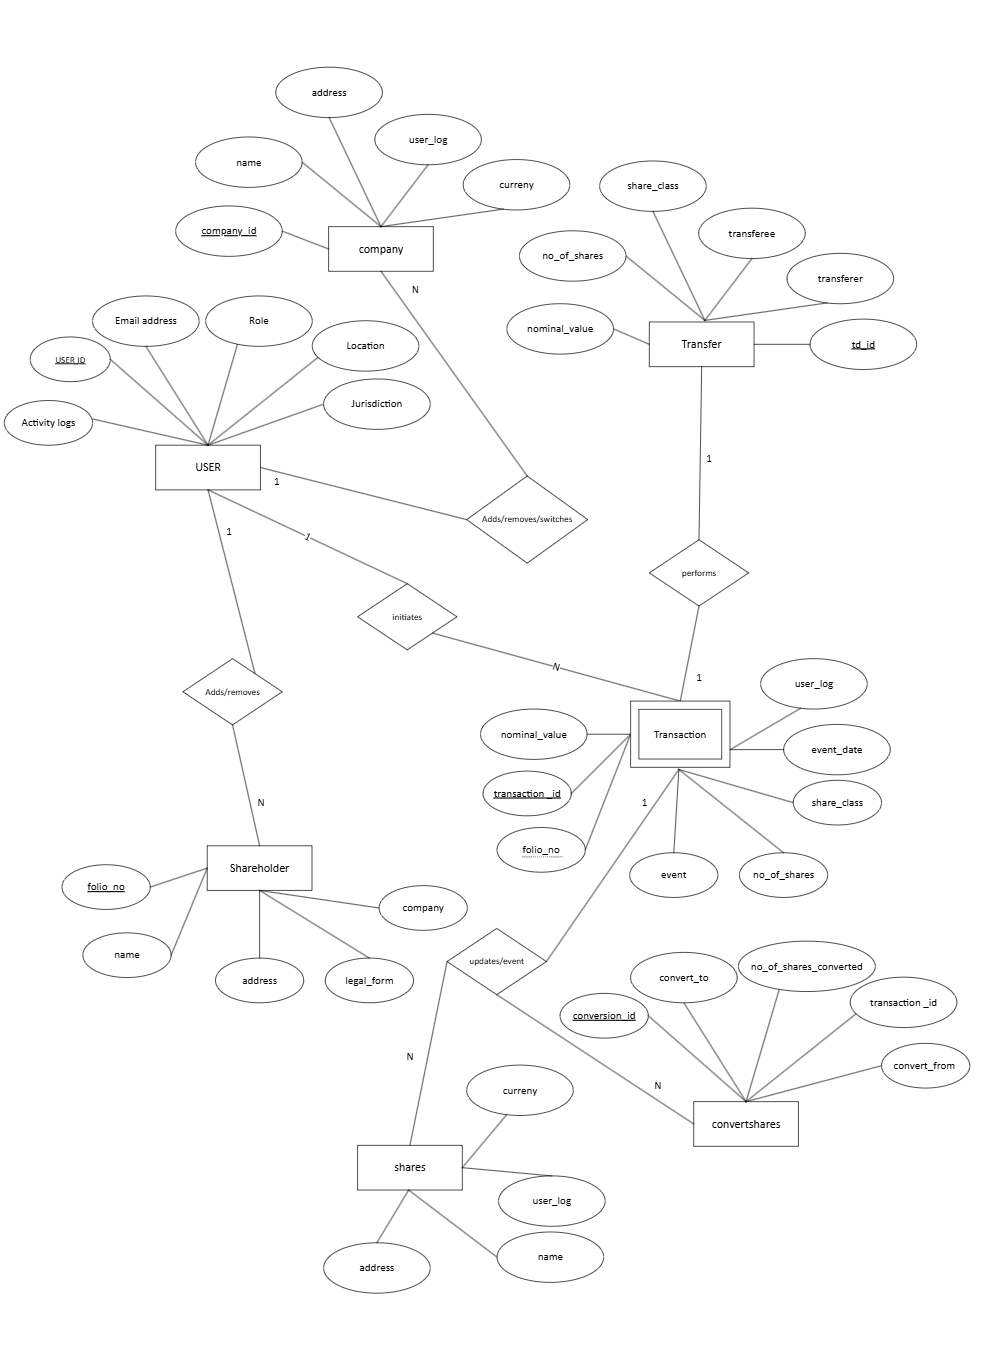 address
user_log
name
curreny
share_class
company_id
transferee
company
no_of_shares
transferer
N
Email address
Role
nominal_value
Transfer
td_id
Location
USER ID
Jurisdiction
Activity logs
USER
1
1
Adds/removes/switches
1
1
performs
initiates
N
1
user_log
Adds/removes
nominal_value
Transaction
event_date
transaction _id
share_class
N
1
folio_no
Shareholder
event
no_of_shares
folio_no
company
name
updates/event
address
legal_form
convert_to
no_of_shares_converted
conversion_id
transaction _id
N
convert_from
N
curreny
convertshares
shares
user_log
name
address